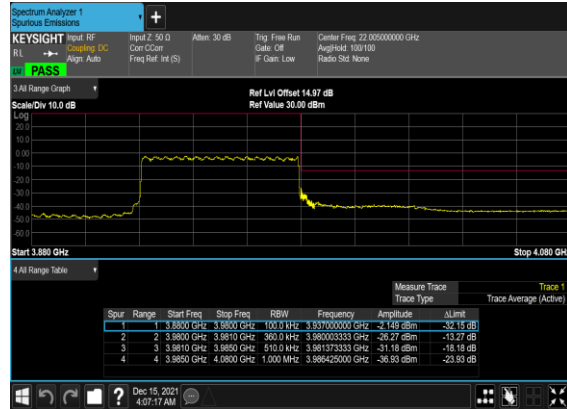 Spectrum Analyzer 1
Spurious Emissions
KEYSIGHT Input: RF Input Z: 50 Ω Atten: 30 dB Trig: Free Run Center Freq: 22.005000000 GHz
RL Coupling: DC Corr CCorr Gate: Off Avg|Hold: 100/100
Align: Auto Freq Ref: Int (S) IF Gain: Low Radio Std: None
PASS
3 All Range Graph Ref Lvl Offset 14.97 dB
Scale/Div 10.0 dB Ref Value 30.00 dBm
Log
20.0
10.0
0.00
-10.0
-20.0
-30.0
-40.0
-50.0
-60.0
Start 3.880 GHz Stop 4.080 GH
4 All Range Table
Measure Trace Trace 1
Trace Type Trace Average (Active)
Spur Range Start Freq Stop Freq RBW Frequency Amplitude ΔLimit
1 1 3.8800 GHz 3.9800 GHz 100.0 kHz 3.937000000 GHz -2.149 dBm -32.15 dB
2 2 3.9800 GHz 3.9810 GHz 360.0 kHz 3.980003333 GHz -26.27 dBm -13.27 dB
3 3 3.9810 GHz 3.9850 GHz 510.0 kHz 3.981373333 GHz -31.18 dBm -18.18 dB
4 4 3.9850 GHz 4.0800 GHz 1.000 MHz 3.986425000 GHz -36.93 dBm -23.93 dB
? Dec 15, 2021
4:07:17 AM